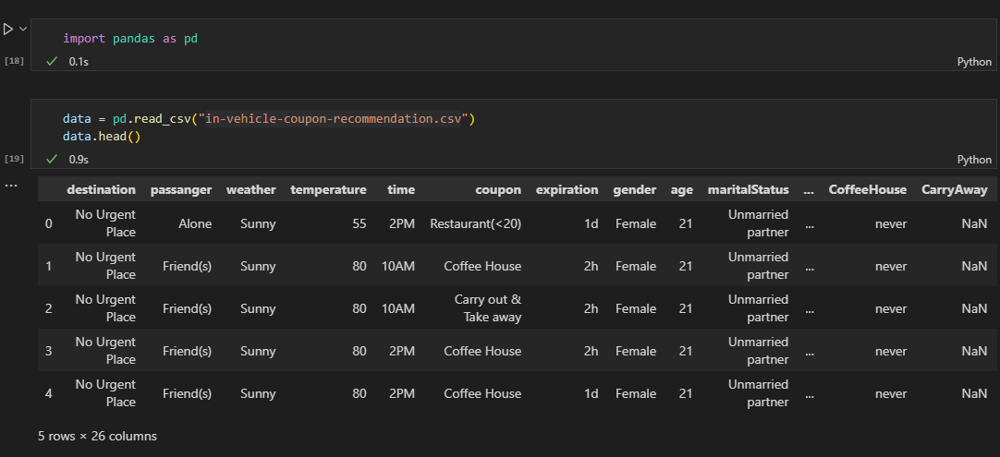 import pandas as pd
[18]
0.1s
Python
data = pd.read_csv("in-vehicle-coupon-recommendation.csv")
data.head()
[19]
0.9s
Python
...
destination passanger weather temperature time coupon expiration gender age maritalStatus ... CoffeeHouse CarryAway
0 No Urgent Place Alone Sunny 55 2PM Restaurant(<20) 1d Female 21 Unmarried partner ... never NaN
1 No Urgent Place Friend(s) Sunny 80 10AM Coffee House 2h Female 21 Unmarried partner ... never NaN
2 No Urgent Place Friend(s) Sunny 80 10AM Carry out & Take away 2h Female 21 Unmarried partner ... never NaN
3 No Urgent Place Friend(s) Sunny 80 2PM Coffee House 2h Female 21 Unmarried partner ... never NaN
4 No Urgent Place Friend(s) Sunny 80 2PM Coffee House 1d Female 21 Unmarried partner ... never NaN
5 rows × 26 columns